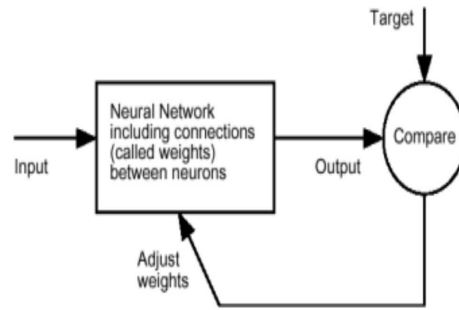 Target
Neural Network
including connections
(called weights)
between neurons
Compare
Input
Output
Adjust
weights